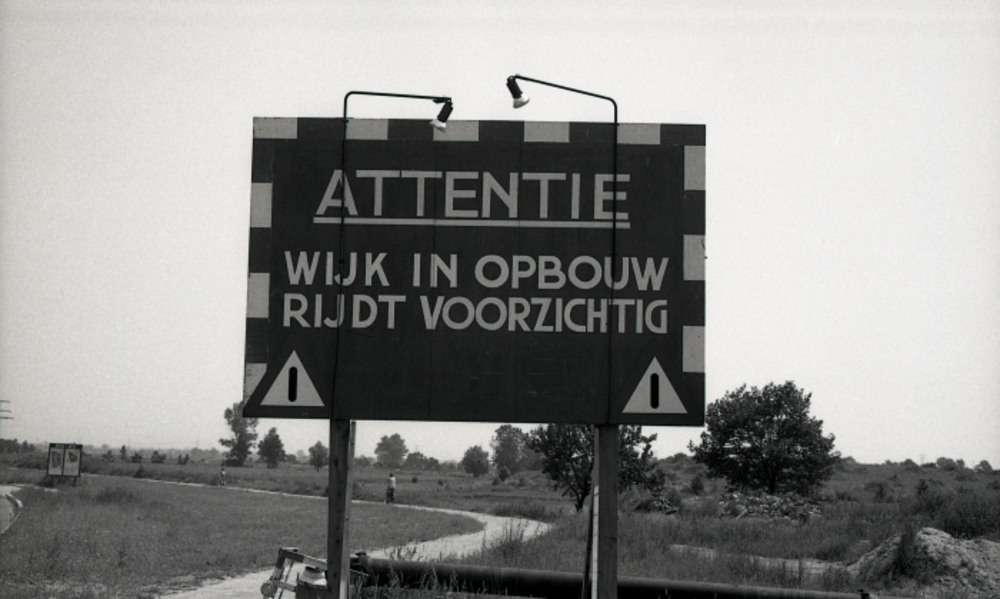 ATTENTIE
WIJK IN OPBOUW
RIJDT VOORZICHTIG